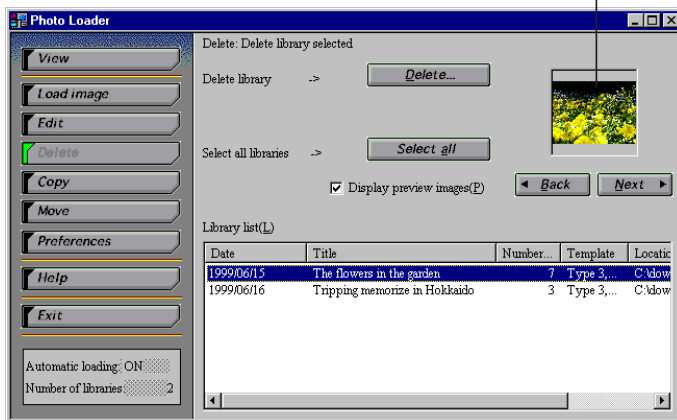 Photo Loader
View
Load image
Edit
Delete
Copy
Move
Preferences
Help
Exit
Automatic loading: ON
Number of libraries: 2
Delete: Delete library selected
Delete library -> Delete...
Select all libraries -> Select all
Display preview images(P)
Back Next
Library list(L)
Date Title Number... Template Locatio
1999/06/15 The flowers in the garden 7 Type 3,... C:\dow
1999/06/16 Tripping memorize in Hokkaido 3 Type 3,... C:\dow